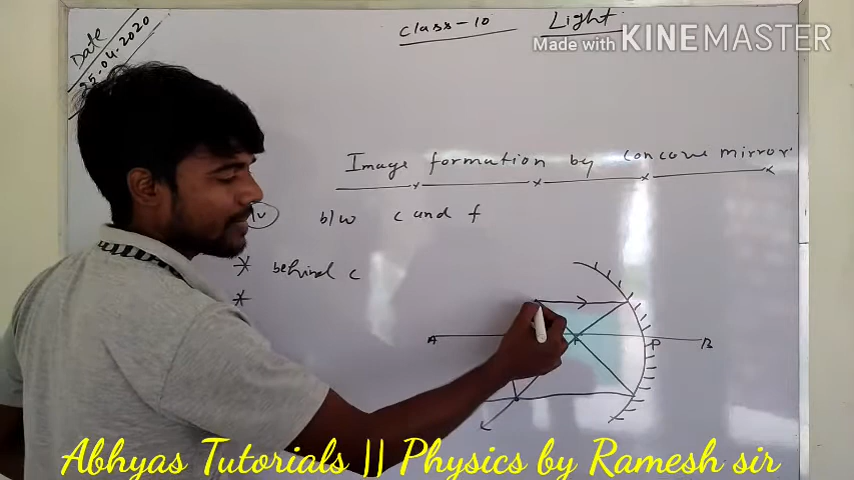 Date
25-04-2020
Class-10
Light
Made with KINEMASTER
Image formation by concave mirror
iv
b/w c and f
* behind c
*
A
F
P
B
Abhyas Tutorials || Physics by Ramesh sir